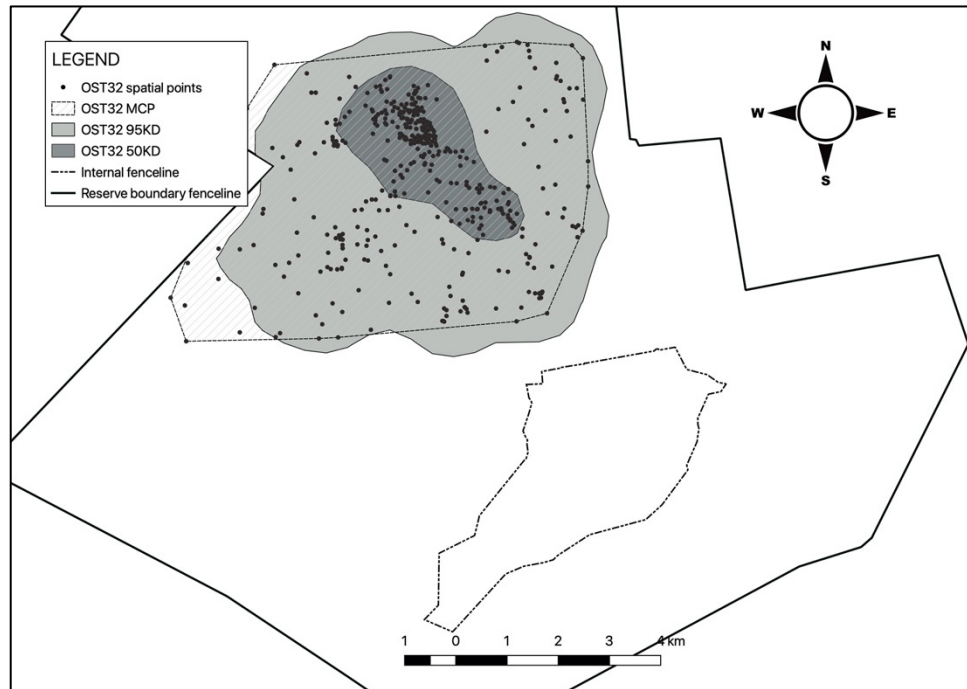 LEGEND
OST32 spatial points
OST32 MCP
OST32 95KD
OST32 50KD
Internal fenceline
Reserve boundary fenceline
N
W E
S
1 0 1 2 3 4 km